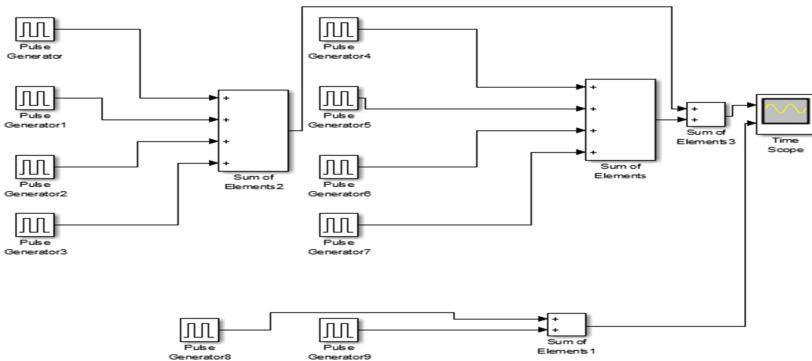 Pulse
Generator
Pulse
Generator4
Pulse
Generator1
Pulse
Generator5
Sum of
Elements3
Time
Scope
Pulse
Generator2
Sum of
Elements2
Pulse
Generator6
Sum of
Elements
Pulse
Generator3
Pulse
Generator7
Pulse
Generator8
Pulse
Generator9
Sum of
Elements1